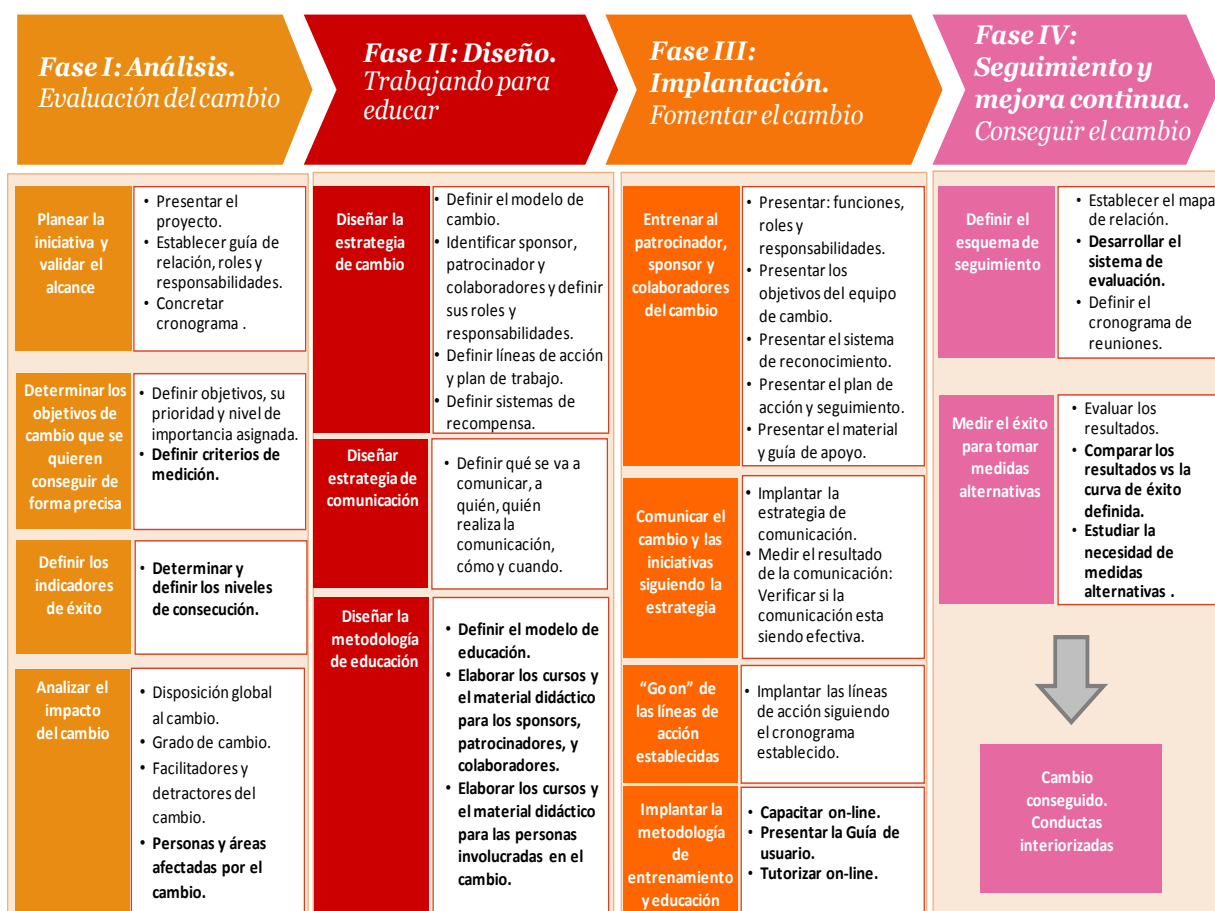 Fase I: Análisis.
Evaluación del cambio
Fase II: Diseño.
Trabajando para
educar
Fase III:
Implantación.
Fomentar el cambio
Fase IV:
Seguimiento y
mejora continua.
Conseguir el cambio
Planear la
iniciativa y
validar el
alcance
• Presentar el
proyecto.
• Establecer guía de
relación, roles y
responsabilidades.
• Concretar
cronograma .
Determinar los
objetivos de
cambio que se
quieren
conseguir de
forma precisa
• Definir objetivos, su
prioridad y nivel de
importancia asignada.
• Definir criterios de
medición.
Definir los
indicadores
de éxito
• Determinar y
definir los niveles
de consecución.
Analizar el
impacto
del cambio
• Disposición global
al cambio.
• Grado de cambio.
• Facilitadores y
detractores del
cambio.
• Personas y áreas
afectadas por el
cambio.
Diseñar la
estrategia
de cambio
• Definir el modelo de
cambio.
• Identificar sponsor,
patrocinador y
colaboradores y definir
sus roles y
responsabilidades.
• Definir líneas de acción
y plan de trabajo.
• Definir sistemas de
recompensa.
Diseñar
estrategia de
comunicación
• Definir qué se va a
comunicar, a
quién, quién
realiza la
comunicación,
cómo y cuando.
Diseñar la
metodología
de educación
• Definir el modelo de
educación.
• Elaborar los cursos y
el material didáctico
para los sponsors,
patrocinadores, y
colaboradores.
• Elaborar los cursos y
el material didáctico
para las personas
involucradas en el
cambio.
Entrenar al
patrocinador,
sponsor y
colaboradores
del cambio
• Presentar: funciones,
roles y
responsabilidades.
• Presentar los
objetivos del equipo
de cambio.
• Presentar el sistema
de reconocimiento.
• Presentar el plan de
acción y seguimiento.
• Presentar el material
y guía de apoyo.
Comunicar el
cambio y las
iniciativas
siguiendo la
estrategia
• Implantar la
estrategia de
comunicación.
• Medir el resultado
de la comunicación:
Verificar si la
comunicación esta
siendo efectiva.
“Go on” de
las líneas de
acción
establecidas
• Implantar las líneas
de acción siguiendo
el cronograma
establecido.
Implantar la
metodología
de
entrenamiento
y educación
• Capacitar on-line.
• Presentar la Guía de
usuario.
• Tutorizar on-line.
Definir el
esquema de
seguimiento
• Establecer el mapa
de relación.
• Desarrollar el
sistema de
evaluación.
• Definir el
cronograma de
reuniones.
Medir el éxito
para tomar
medidas
alternativas
• Evaluar los
resultados.
• Comparar los
resultados vs la
curva de éxito
definida.
• Estudiar la
necesidad de
medidas
alternativas .
Cambio
conseguido.
Conductas
interiorizadas